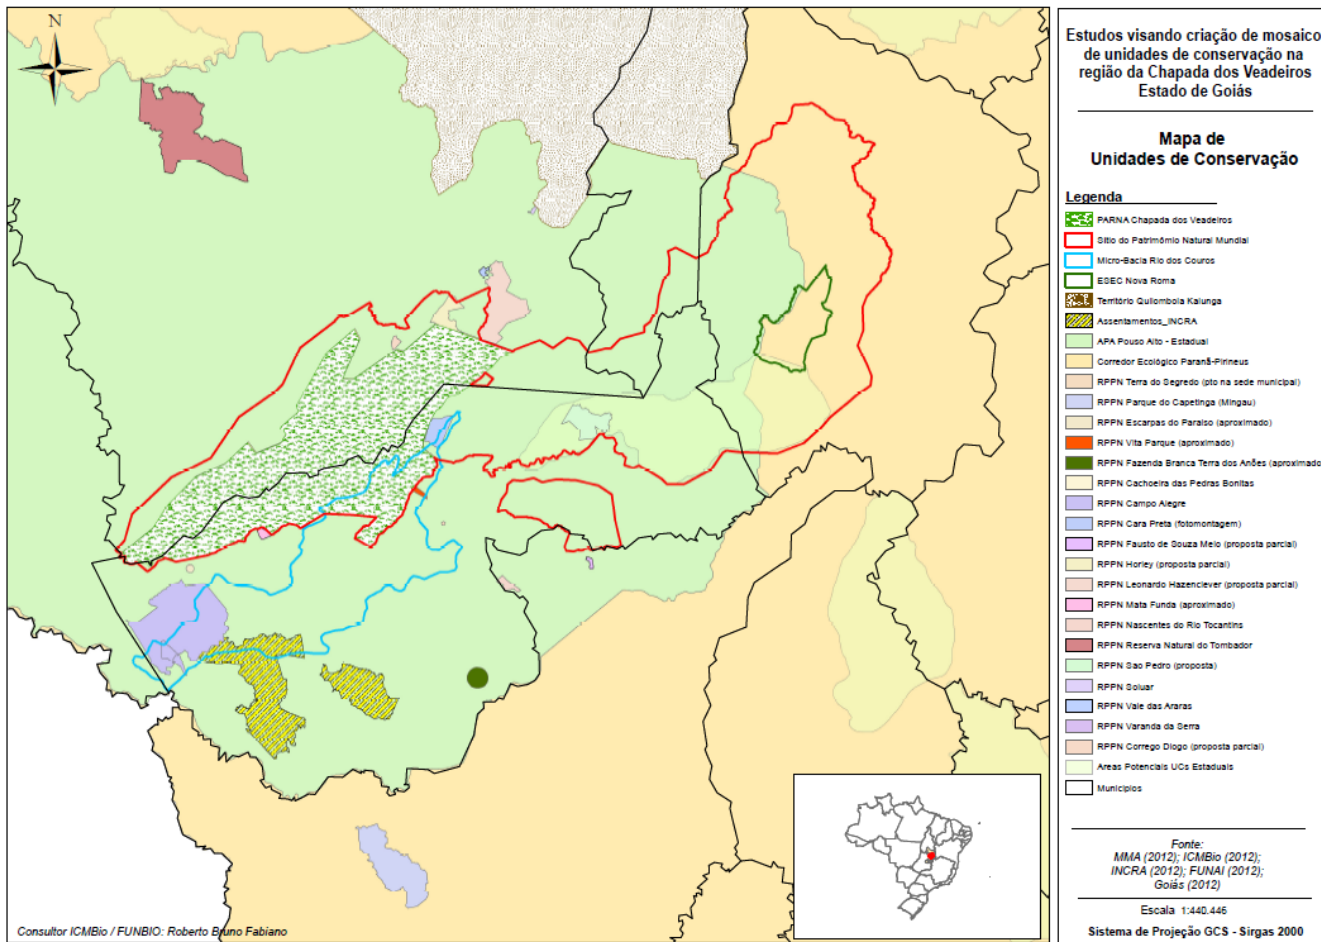 N
Consultor ICMBio / FUNBIO: Roberto Bruno Fabiano
Estudos visando criação de mosaico
de unidades de conservação na
região da Chapada dos Veadeiros
Estado de Goiás
Mapa de
Unidades de Conservação
Legenda
PARNA Chapada dos Veadeiros
Sítio do Patrimônio Natural Mundial
Micro-Bacia Rio dos Couros
ESEC Nova Roma
Território Quilombola Kalunga
Assentamentos_INCRA
APA Pouso Alto - Estadual
Corredor Ecológico Paranã-Pirineus
RPPN Terra do Segredo (pto na sede municipal)
RPPN Parque do Capetinga (Mingau)
RPPN Escarpas do Paraíso (aproximado)
RPPN Vita Parque (aproximado)
RPPN Fazenda Branca Terra dos Anões (aproximado
RPPN Cachoeira das Pedras Bonitas
RPPN Campo Alegre
RPPN Cara Preta (fotomontagem)
RPPN Fausto de Souza Melo (proposta parcial)
RPPN Horley (proposta parcial)
RPPN Leonardo Hazenclever (proposta parcial)
RPPN Mata Funda (aproximado)
RPPN Nascentes do Rio Tocantins
RPPN Reserva Natural do Tombador
RPPN Sao Pedro (proposta)
RPPN Soluar
RPPN Vale das Araras
RPPN Varanda da Serra
RPPN Corrego Diogo (proposta parcial)
Areas Potenciais UCs Estaduais
Municípios
Fonte:
MMA (2012); ICMBio (2012);
INCRA (2012); FUNAI (2012);
Goiás (2012)
Escala 1:440.446
Sistema de Projeção GCS - Sirgas 2000